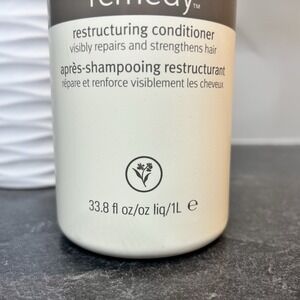 remedy™
restructuring conditioner
visibly repairs and strengthens hair
après-shampooing restructurant
répare et renforce visiblement les cheveux
33.8 fl oz/oz liq/1L ℮